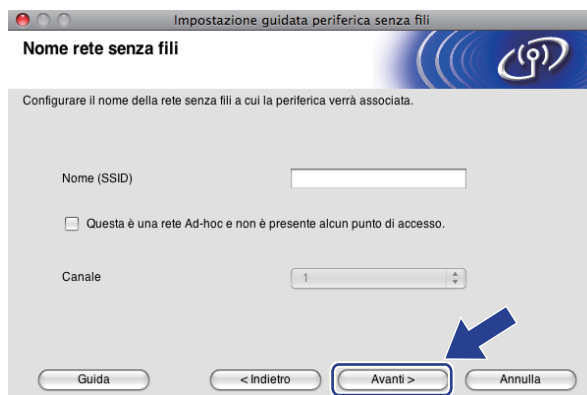 Impostazione guidata periferica senza fili
Nome rete senza fili
Configurare il nome della rete senza fili a cui la periferica verrà associata.
Nome (SSID)
Questa è una rete Ad-hoc e non è presente alcun punto di accesso.
Canale
1
Guida
< Indietro
Avanti >
Annulla